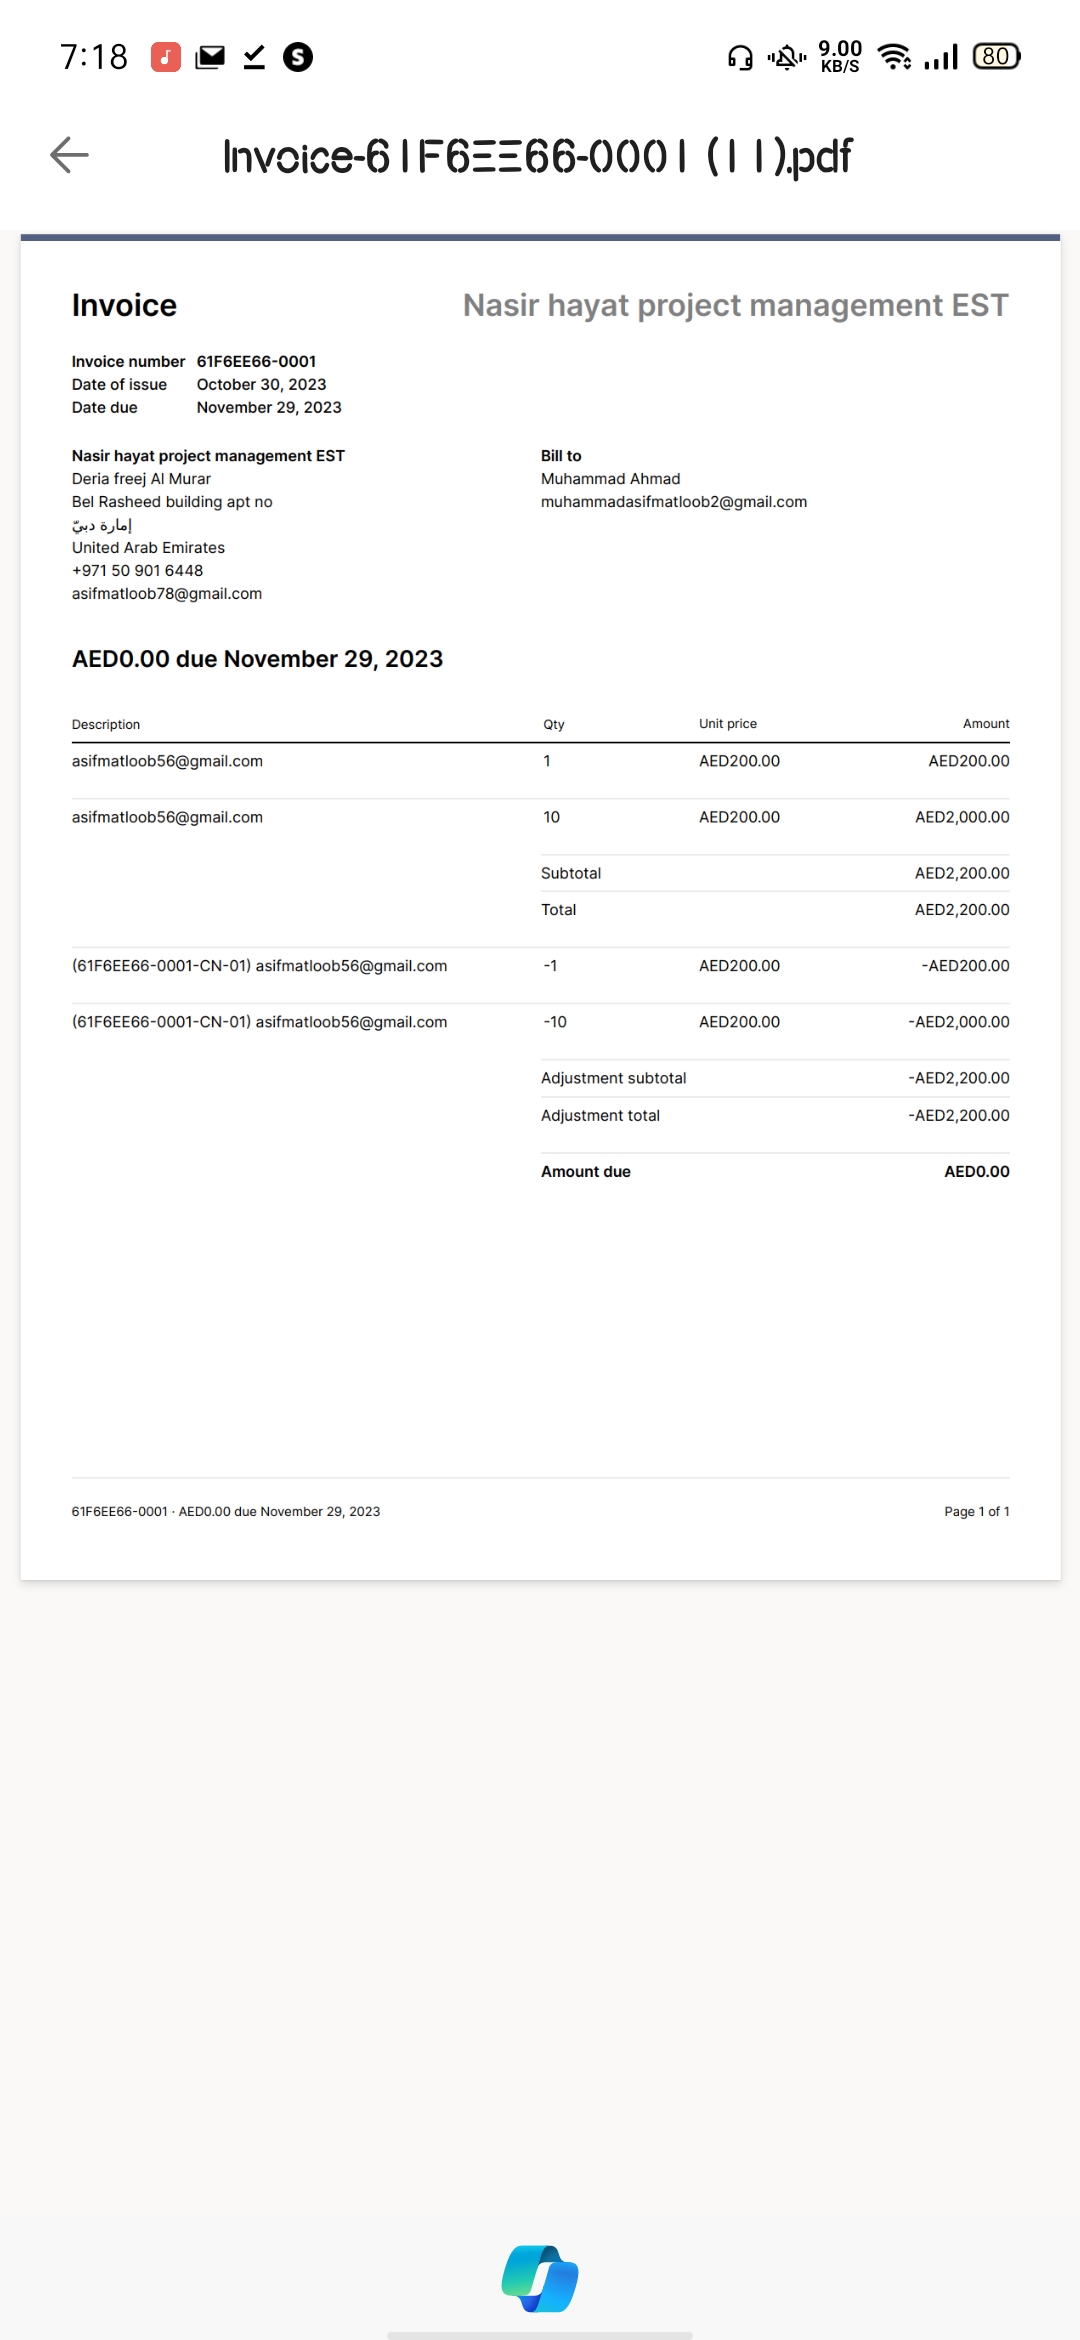 7:18
9.00
KB/S
80
Invoice-61F6EE66-0001 (11).pdf
Invoice
Nasir hayat project management EST
Invoice number 61F6EE66-0001
Date of issue October 30, 2023
Date due November 29, 2023
Nasir hayat project management EST
Deria freej Al Murar
Bel Rasheed building apt no
إمارة دبيّ
United Arab Emirates
+971 50 901 6448
asifmatloob78@gmail.com
Bill to
Muhammad Ahmad
muhammadasifmatloob2@gmail.com
AED0.00 due November 29, 2023
Description Qty Unit price Amount
asifmatloob56@gmail.com 1 AED200.00 AED200.00
asifmatloob56@gmail.com 10 AED200.00 AED2,000.00
Subtotal AED2,200.00
Total AED2,200.00
(61F6EE66-0001-CN-01) asifmatloob56@gmail.com -1 AED200.00 -AED200.00
(61F6EE66-0001-CN-01) asifmatloob56@gmail.com -10 AED200.00 -AED2,000.00
Adjustment subtotal -AED2,200.00
Adjustment total -AED2,200.00
Amount due AED0.00
61F6EE66-0001 · AED0.00 due November 29, 2023 Page 1 of 1